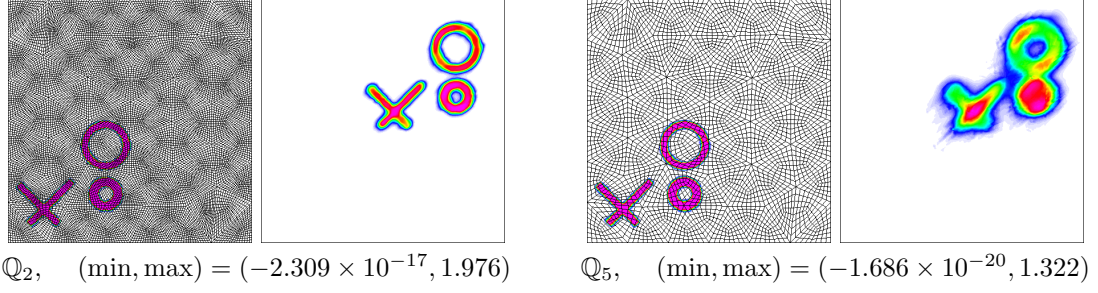 ℚ₂, (min, max) = (−2.309 × 10⁻¹⁷, 1.976)
ℚ₅, (min, max) = (−1.686 × 10⁻²⁰, 1.322)